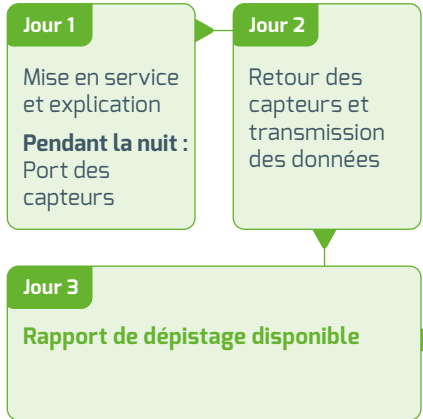 Jour 1
Mise en service
et explication
Pendant la nuit :
Port des
capteurs
Jour 2
Retour des
capteurs et
transmission
des données
Jour 3
Rapport de dépistage disponible